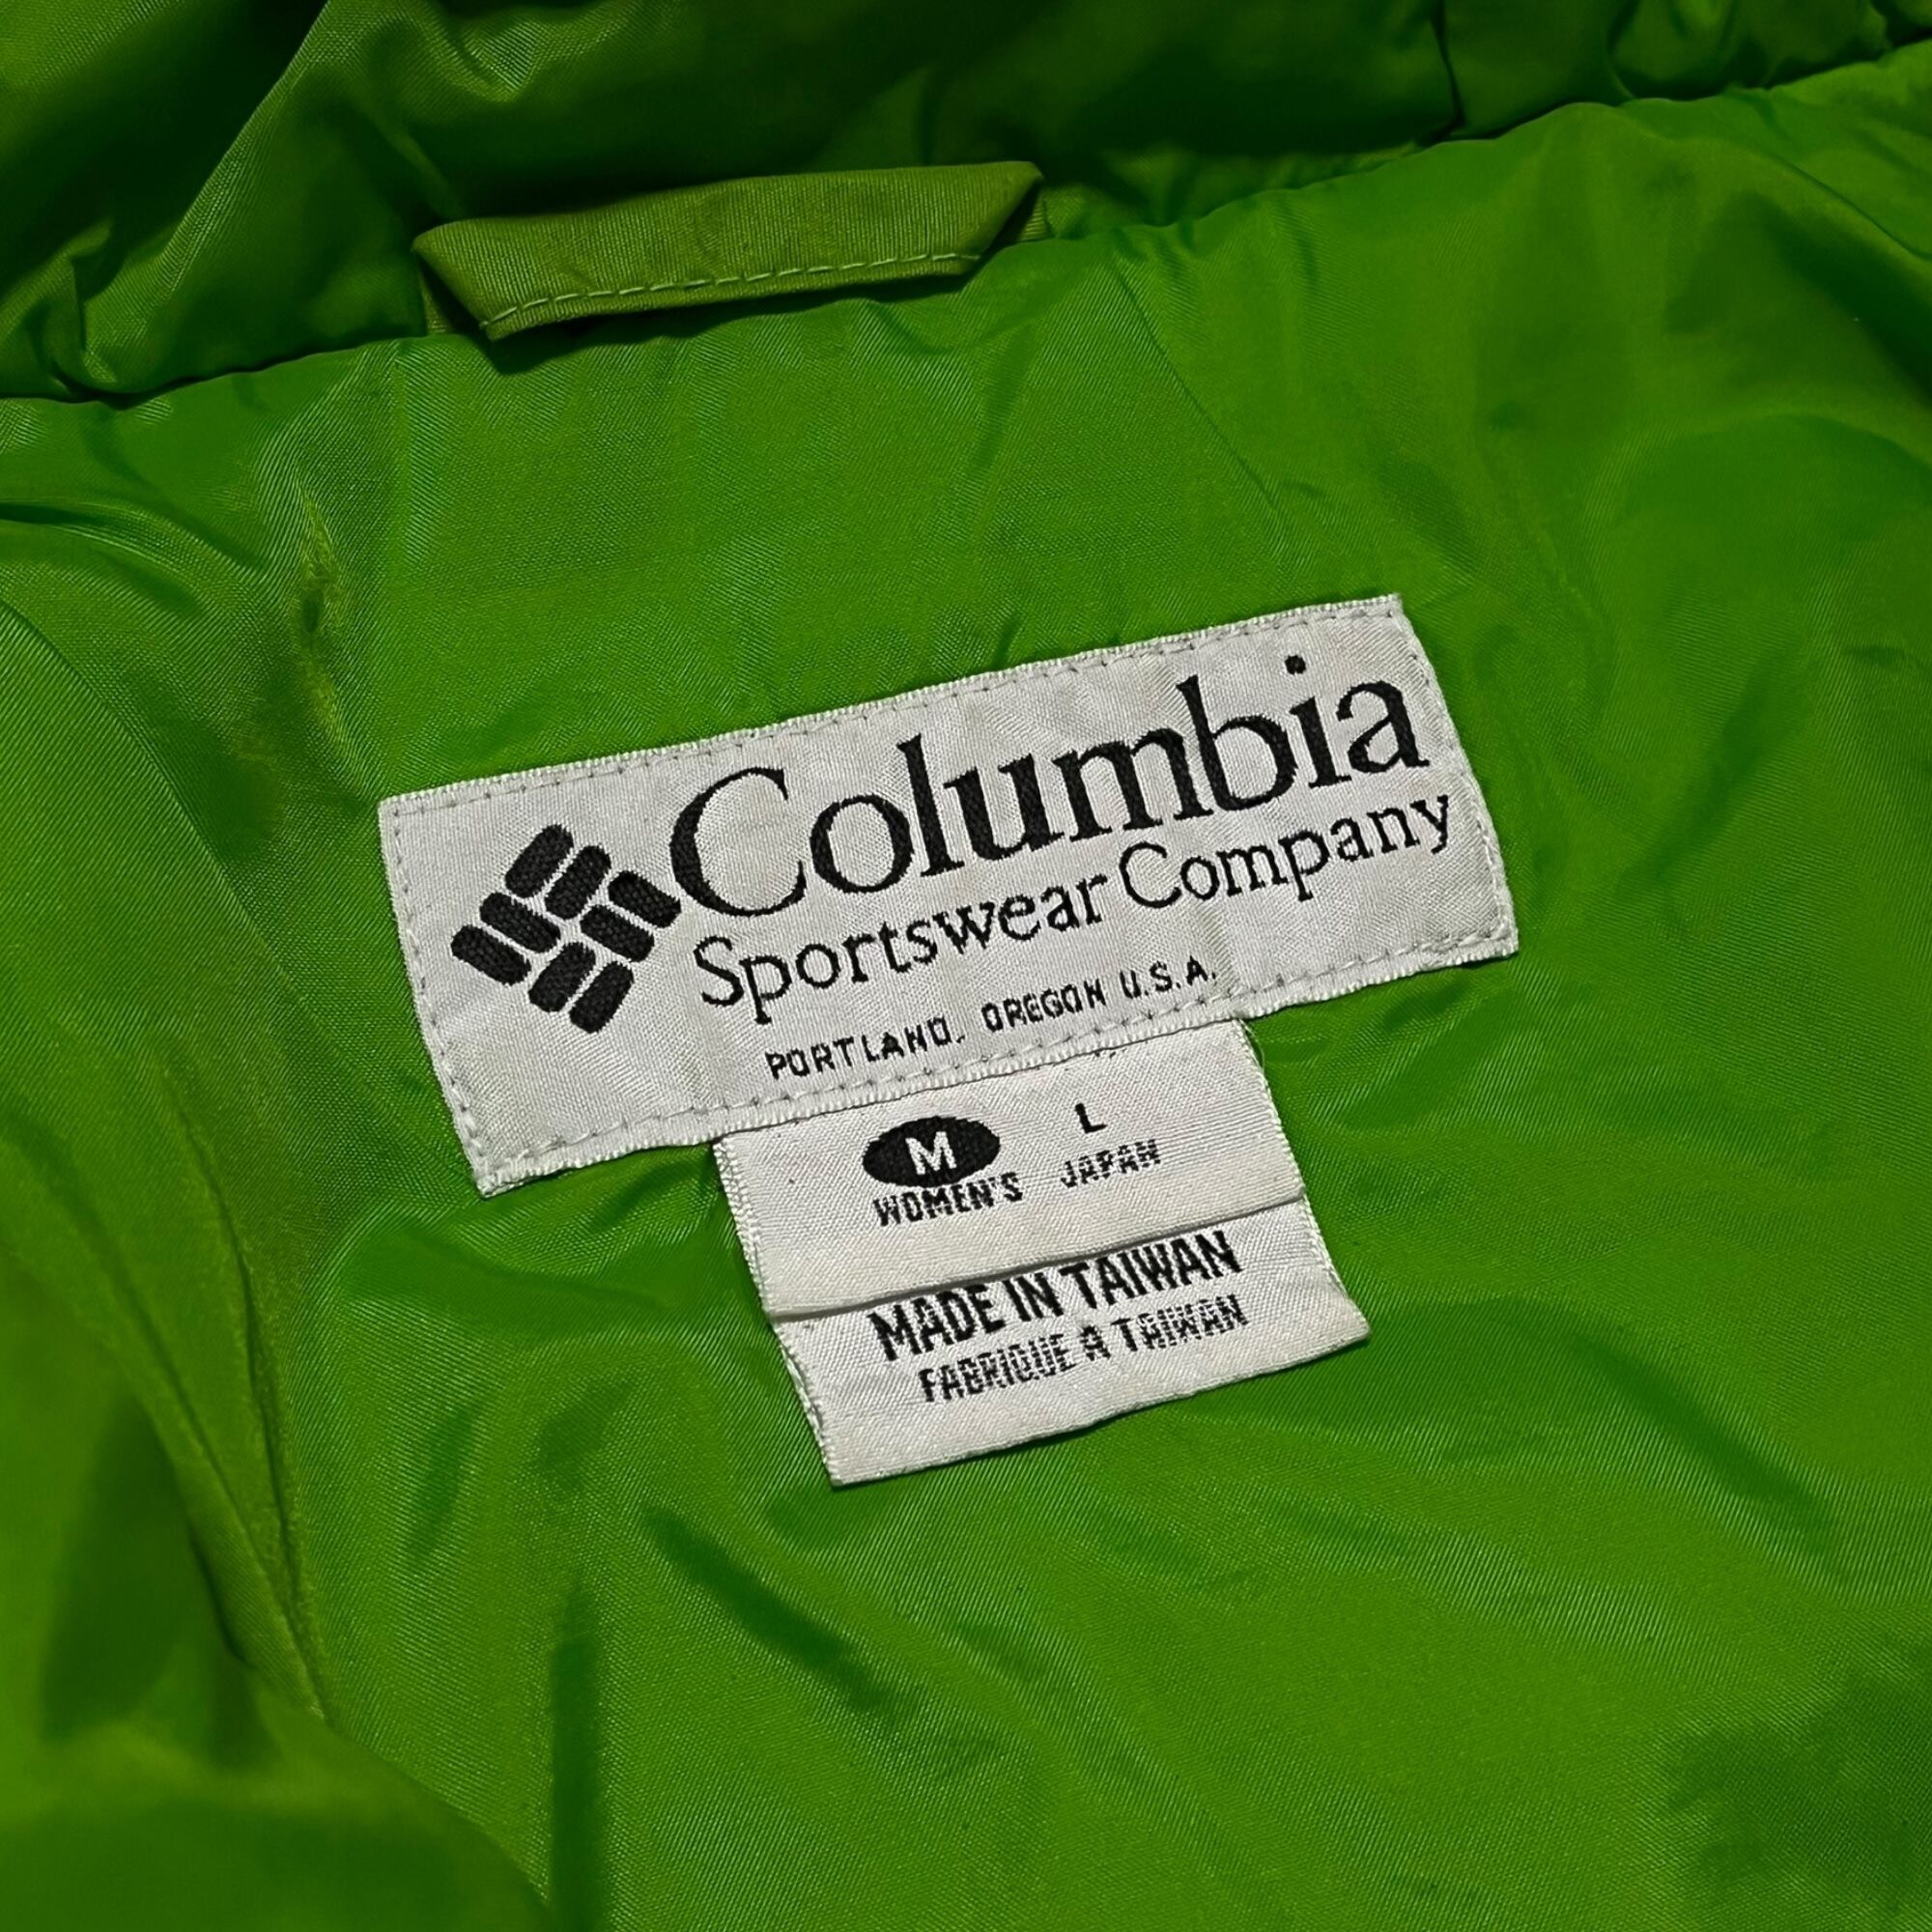 Columbia
Sportswear Company
PORTLAND, OREGON U.S.A.
M L
WOMEN'S JAPAN
MADE IN TAIWAN
FABRIQUE A TAIWAN